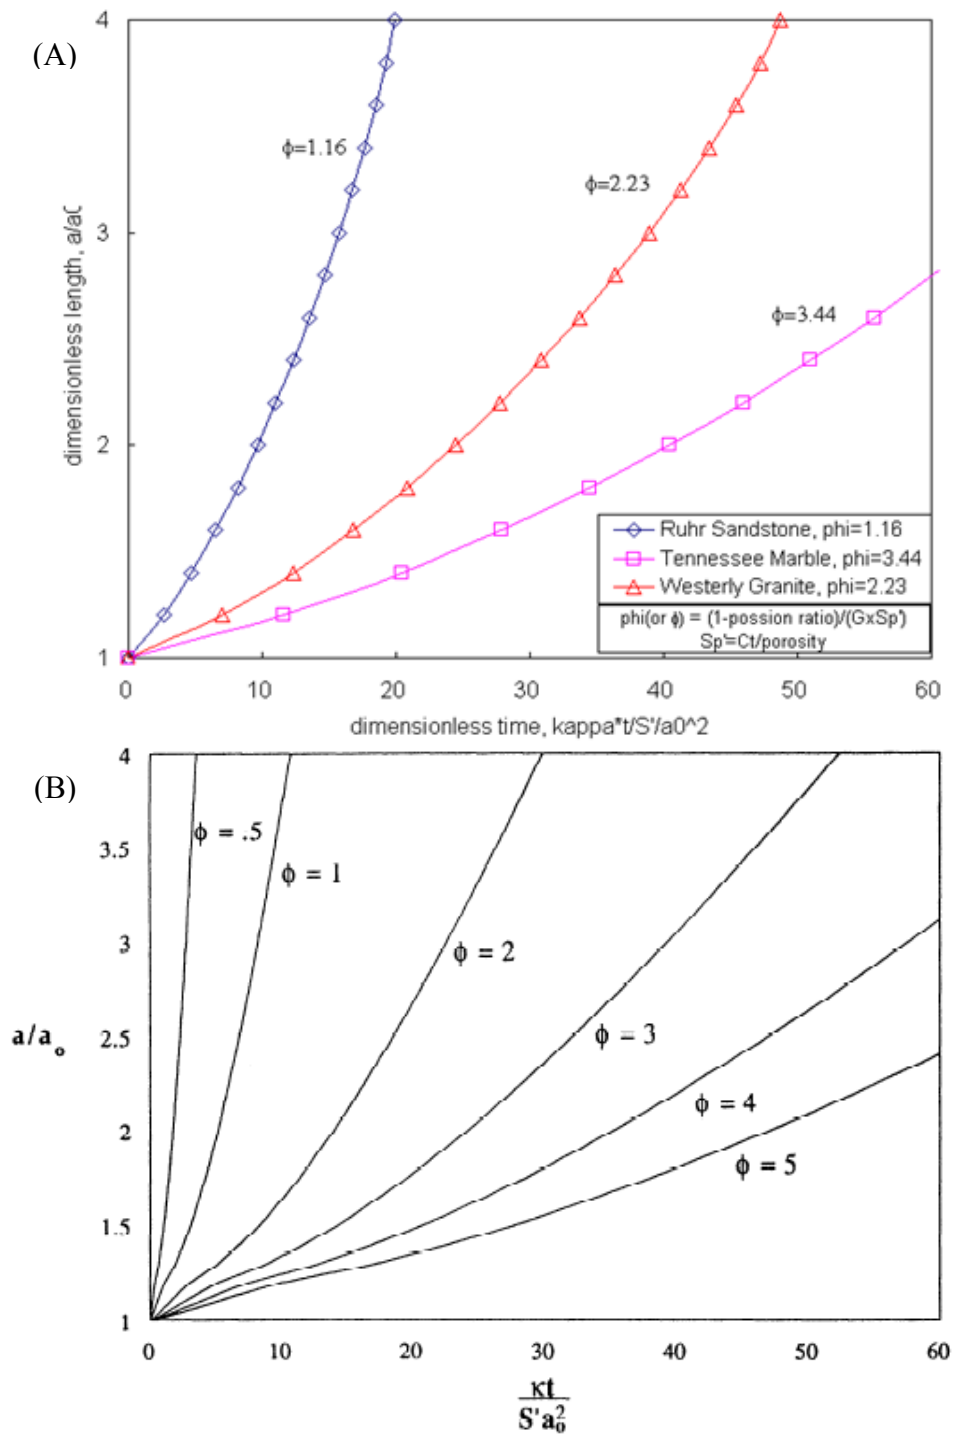 (A)
4
3
2
1
dimensionless length, a/a(
ϕ=1.16
ϕ=2.23
ϕ=3.44
Ruhr Sandstone, phi=1.16
Tennessee Marble, phi=3.44
Westerly Granite, phi=2.23
phi(or ϕ) = (1-possion ratio)/(GxSp')
Sp'=Ct/porosity
0 10 20 30 40 50 60
dimensionless time, kappa*t/S'/a0^2
(B)
4
3.5
3
2.5
2
1.5
1
a/a₀
ϕ = .5
ϕ = 1
ϕ = 2
ϕ = 3
ϕ = 4
ϕ = 5
0 10 20 30 40 50 60
κt
S'a₀²